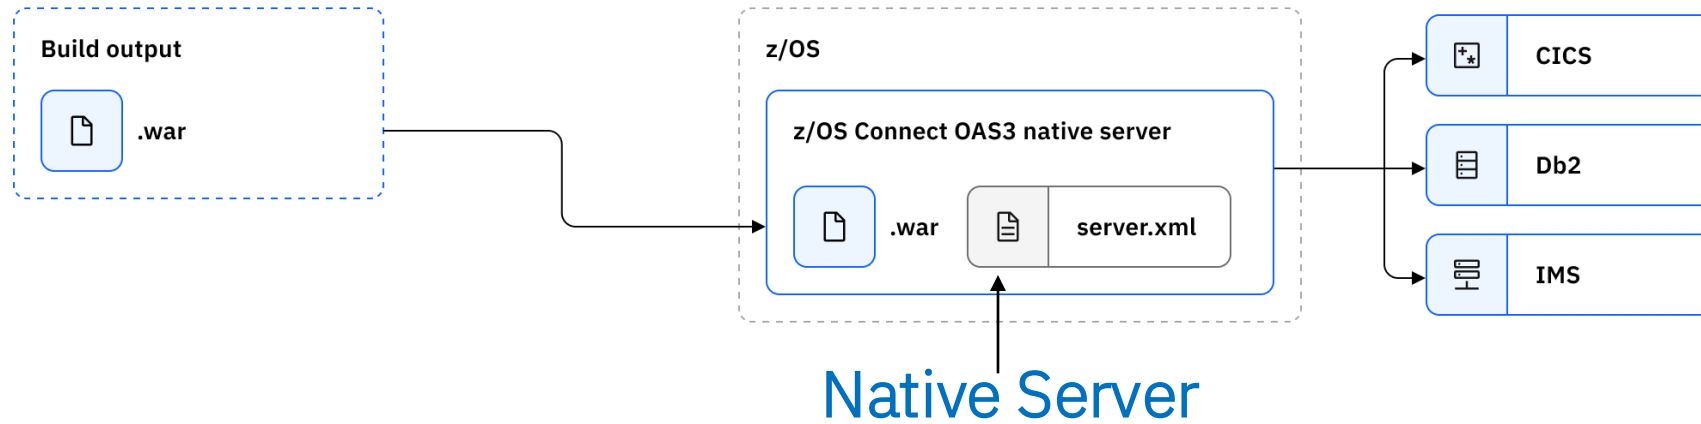 Build output
.war
z/OS
z/OS Connect OAS3 native server
.war
server.xml
CICS
Db2
IMS
Native Server